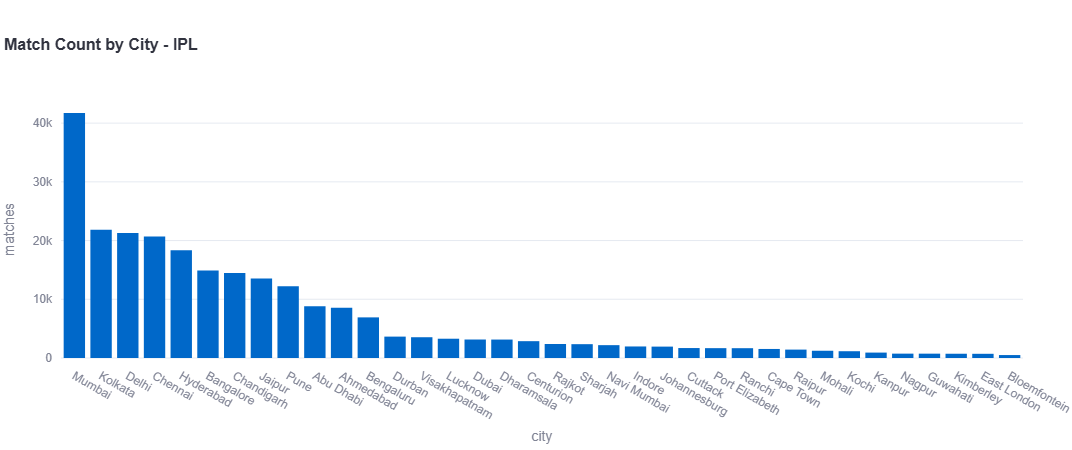 Match Count by City - IPL
40k
30k
20k
10k
0
matches
Mumbai
Kolkata
Delhi
Chennai
Hyderabad
Bangalore
Chandigarh
Jaipur
Pune
Abu Dhabi
Ahmedabad
Bengaluru
Durban
Visakhapatnam
Lucknow
Dubai
Dharamsala
Centurion
Rajkot
Sharjah
Navi Mumbai
Indore
Johannesburg
Cuttack
Port Elizabeth
Ranchi
Cape Town
Raipur
Mohali
Kochi
Kanpur
Nagpur
Guwahati
Kimberley
East London
Bloemfontein
city